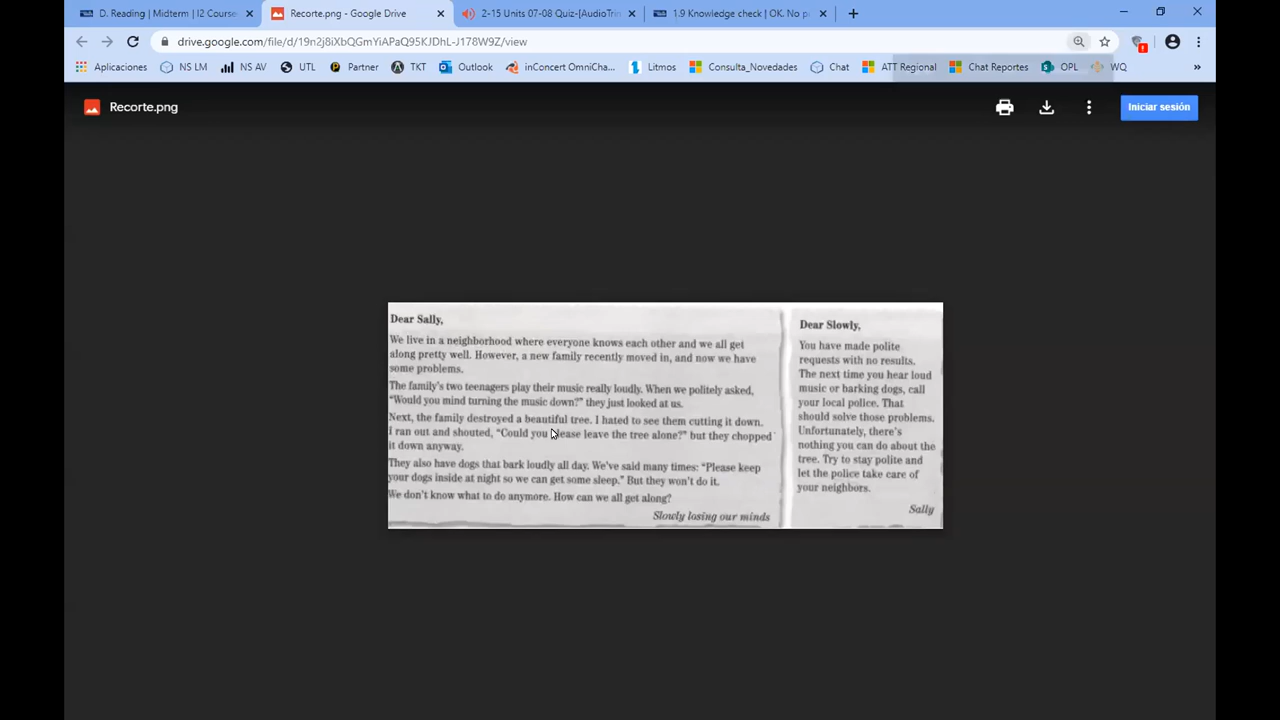 D. Reading | Midterm | I2 Course
Recorte.png - Google Drive
2-15 Units 07-08 Quiz-[AudioTri
1.9 Knowledge check | OK. No p
drive.google.com/file/d/19n2j8iXbQGmYiAPaQ95KJDhL-J178W9Z/view
Aplicaciones
NS LM
NS AV
UTL
Partner
TKT
Outlook
inConcert OmniCha...
Litmos
Consulta_Novedades
Chat
ATT Regional
Chat Reportes
OPL
WQ
»
Recorte.png
Iniciar sesión
Dear Sally,
We live in a neighborhood where everyone knows each other and we all get
along pretty well. However, a new family recently moved in, and now we have
some problems.
The family's two teenagers play their music really loudly. When we politely asked,
"Would you mind turning the music down?" they just looked at us.
Next, the family destroyed a beautiful tree. I hated to see them cutting it down.
I ran out and shouted, "Could you please leave the tree alone?" but they chopped
it down anyway.
They also have dogs that bark loudly all day. We've said many times: "Please keep
your dogs inside at night so we can get some sleep." But they won't do it.
We don't know what to do anymore. How can we all get along?
Slowly losing our minds
Dear Slowly,
You have made polite
requests with no results.
The next time you hear loud
music or barking dogs, call
your local police. That
should solve those problems.
Unfortunately, there's
nothing you can do about the
tree. Try to stay polite and
let the police take care of
your neighbors.
Sally